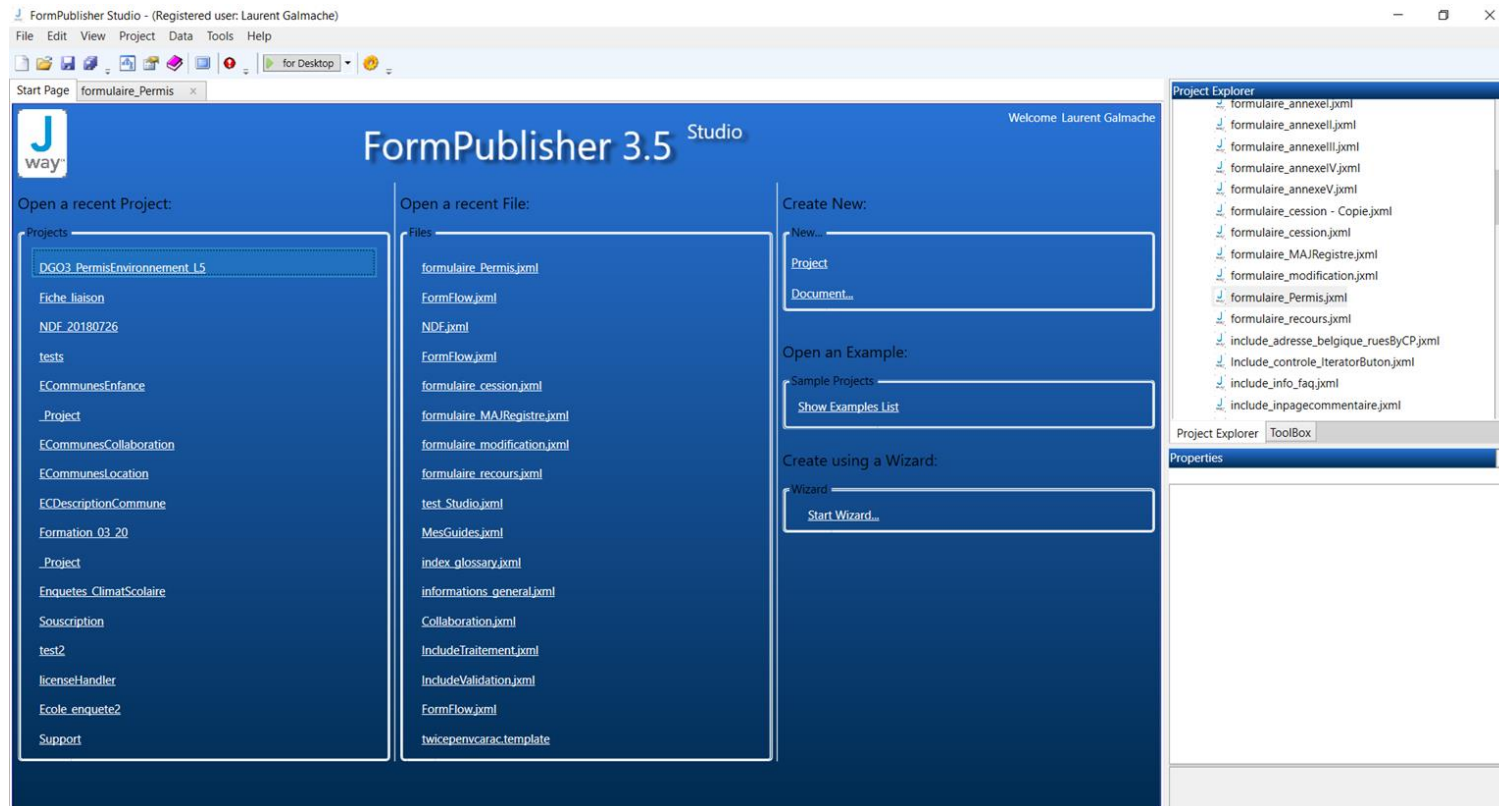 FormPublisher Studio - (Registered user: Laurent Galmache)
File Edit View Project Data Tools Help
for Desktop
Start Page formulaire_Permis
J
way™
FormPublisher 3.5 Studio
Welcome Laurent Galmache
Open a recent Project:
Projects
DGO3_PermisEnvironnement_L5
Fiche_liaison
NDF_20180726
tests
ECommunesEnfance
_Project
ECommunesCollaboration
ECommunesLocation
ECDescriptionCommune
Formation_03_20
_Project
Enquetes_ClimatScolaire
Souscription
test2
licenseHandler
Ecole_enquete2
Support
Open a recent File:
Files
formulaire_Permis.jxml
FormFlow.jxml
NDF.jxml
FormFlow.jxml
formulaire_cession.jxml
formulaire_MAJRegistre.jxml
formulaire_modification.jxml
formulaire_recours.jxml
test_Studio.jxml
MesGuides.jxml
index_glossary.jxml
informations_general.jxml
Collaboration.jxml
IncludeTraitement.jxml
IncludeValidation.jxml
FormFlow.jxml
twicepenvcarac.template
Create New:
New...
Project
Document...
Open an Example:
Sample Projects
Show Examples List
Create using a Wizard:
Wizard
Start Wizard...
Project Explorer
formulaire_annexeI.jxml
formulaire_annexeII.jxml
formulaire_annexeIII.jxml
formulaire_annexeIV.jxml
formulaire_annexeV.jxml
formulaire_cession - Copie.jxml
formulaire_cession.jxml
formulaire_MAJRegistre.jxml
formulaire_modification.jxml
formulaire_Permis.jxml
formulaire_recours.jxml
include_adresse_belgique_ruesByCP.jxml
Include_controle_IteratorButon.jxml
include_info_faq.jxml
include_inpagecommentaire.jxml
Project Explorer ToolBox
Properties